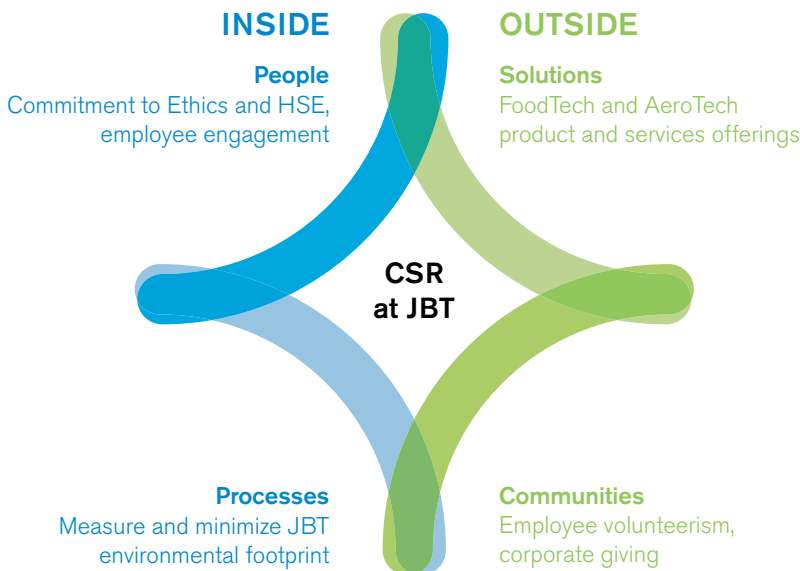 INSIDE
People
Commitment to Ethics and HSE,
employee engagement
OUTSIDE
Solutions
FoodTech and AeroTech
product and services offerings
CSR
at JBT
Processes
Measure and minimize JBT
environmental footprint
Communities
Employee volunteerism,
corporate giving